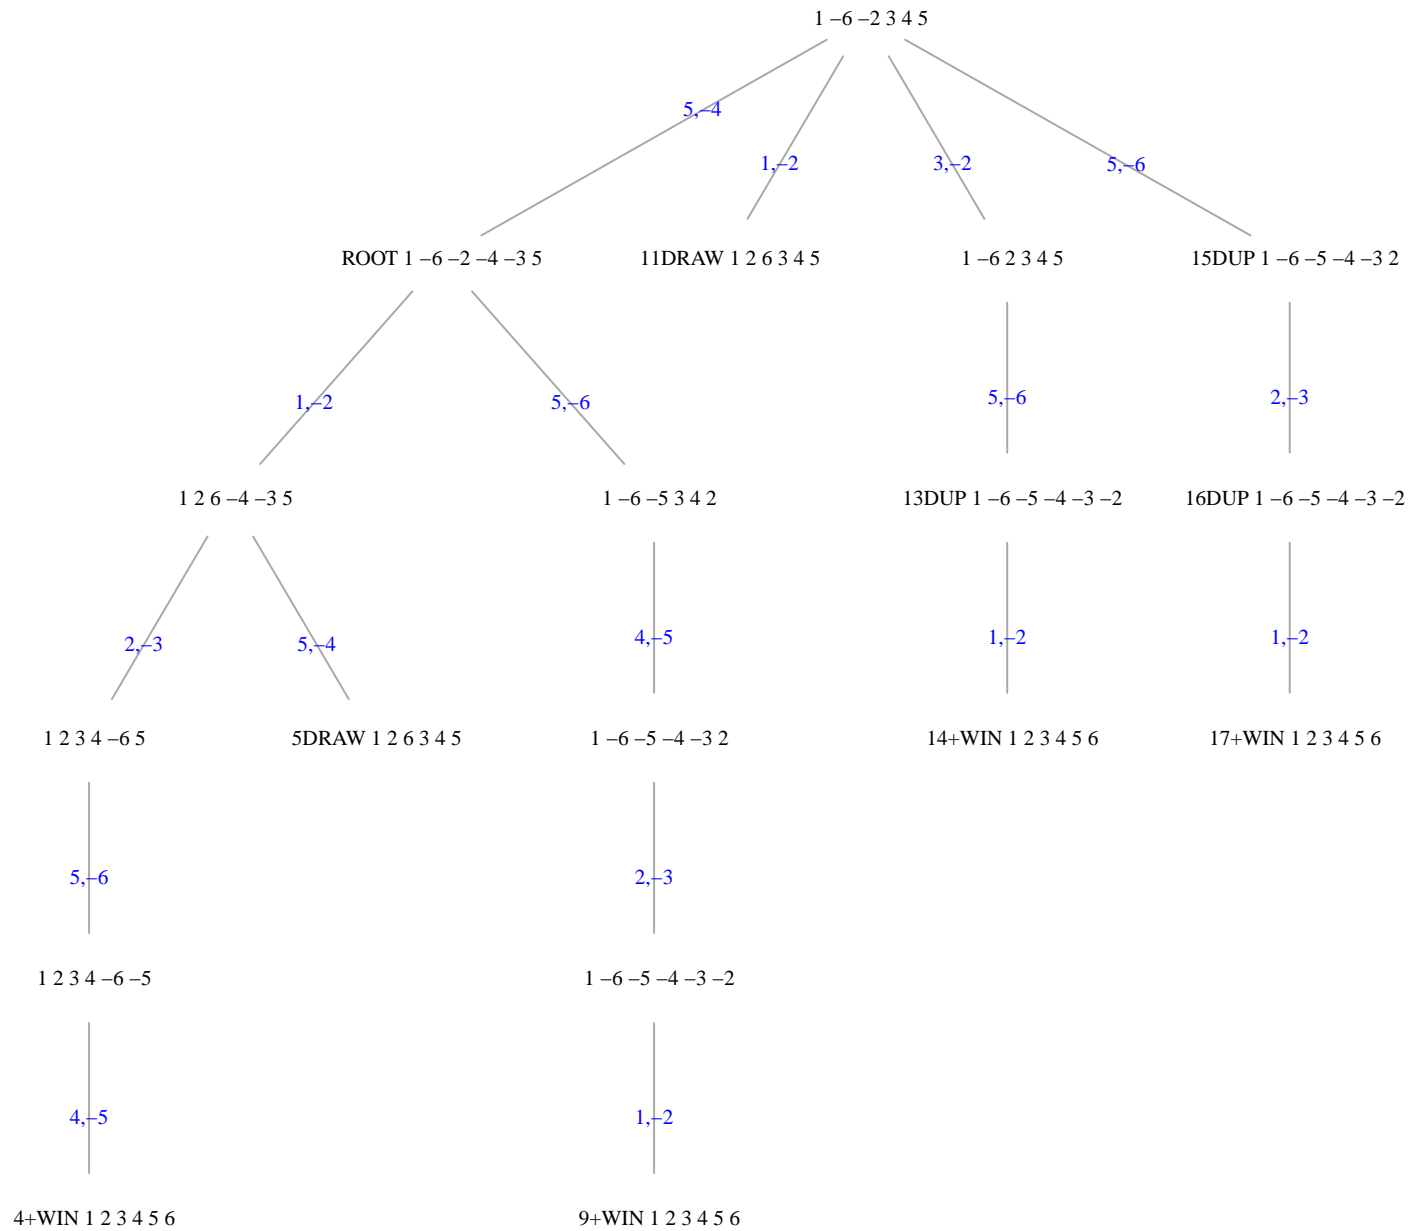 1 –6 –2 3 4 5
5,–4
1,–2
3,–2
5,–6
ROOT 1 –6 –2 –4 –3 5
11DRAW 1 2 6 3 4 5
1 –6 2 3 4 5
15DUP 1 –6 –5 –4 –3 2
1,–2
5,–6
5,–6
2,–3
1 2 6 –4 –3 5
1 –6 –5 3 4 2
13DUP 1 –6 –5 –4 –3 –2
16DUP 1 –6 –5 –4 –3 –2
2,–3
5,–4
4,–5
1,–2
1,–2
1 2 3 4 –6 5
5DRAW 1 2 6 3 4 5
1 –6 –5 –4 –3 2
14+WIN 1 2 3 4 5 6
17+WIN 1 2 3 4 5 6
5,–6
2,–3
1 2 3 4 –6 –5
1 –6 –5 –4 –3 –2
4,–5
1,–2
4+WIN 1 2 3 4 5 6
9+WIN 1 2 3 4 5 6